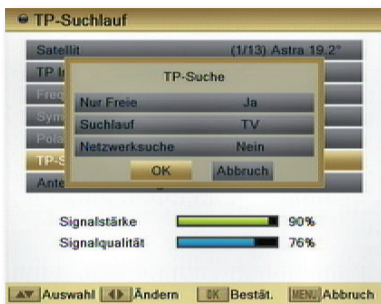 TP-Suchlauf
Satellit (1/13) Astra 19.2°
TP-Suche
Nur Freie Ja
Suchlauf TV
Netzwerksuche Nein
OK Abbruch
Signalstärke 90%
Signalqualität 76%
Auswahl Ändern OK Bestät. MENU Abbruch